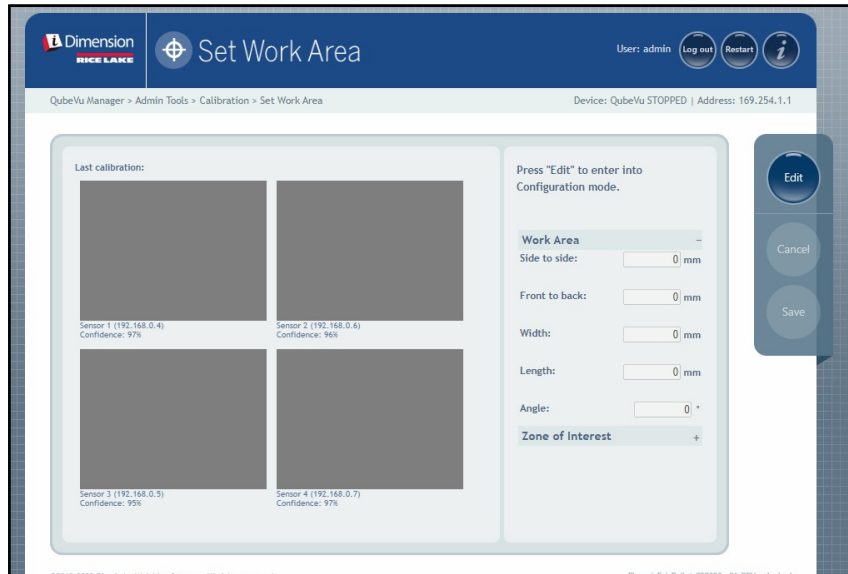 iDimension
RICE LAKE
Set Work Area
User: admin
Log out
Restart
i
QubeVu Manager > Admin Tools > Calibration > Set Work Area
Device: QubeVu STOPPED | Address: 169.254.1.1
Last calibration:
Sensor 1 (192.168.0.4)
Confidence: 97%
Sensor 2 (192.168.0.6)
Confidence: 96%
Sensor 3 (192.168.0.5)
Confidence: 95%
Sensor 4 (192.168.0.7)
Confidence: 97%
Press "Edit" to enter into
Configuration mode.
Work Area −
Side to side: 0 mm
Front to back: 0 mm
Width: 0 mm
Length: 0 mm
Angle: 0 °
Zone of Interest +
Edit
Cancel
Save